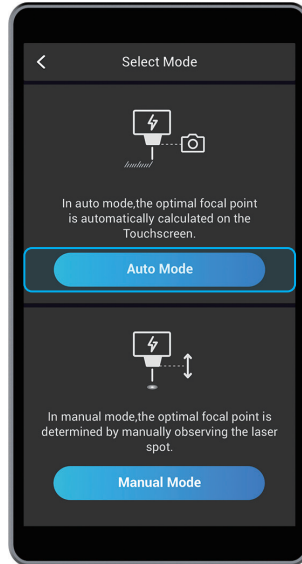 Select Mode
In auto mode,the optimal focal point
is automatically calculated on the
Touchscreen.
Auto Mode
In manual mode,the optimal focal point is
determined by manually observing the laser
spot.
Manual Mode